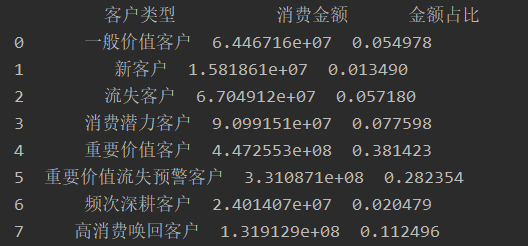 客户类型 消费金额 金额占比
0 一般价值客户 6.446716e+07 0.054978
1 新客户 1.581861e+07 0.013490
2 流失客户 6.704912e+07 0.057180
3 消费潜力客户 9.099151e+07 0.077598
4 重要价值客户 4.472553e+08 0.381423
5 重要价值流失预警客户 3.310871e+08 0.282354
6 频次深耕客户 2.401407e+07 0.020479
7 高消费唤回客户 1.319129e+08 0.112496